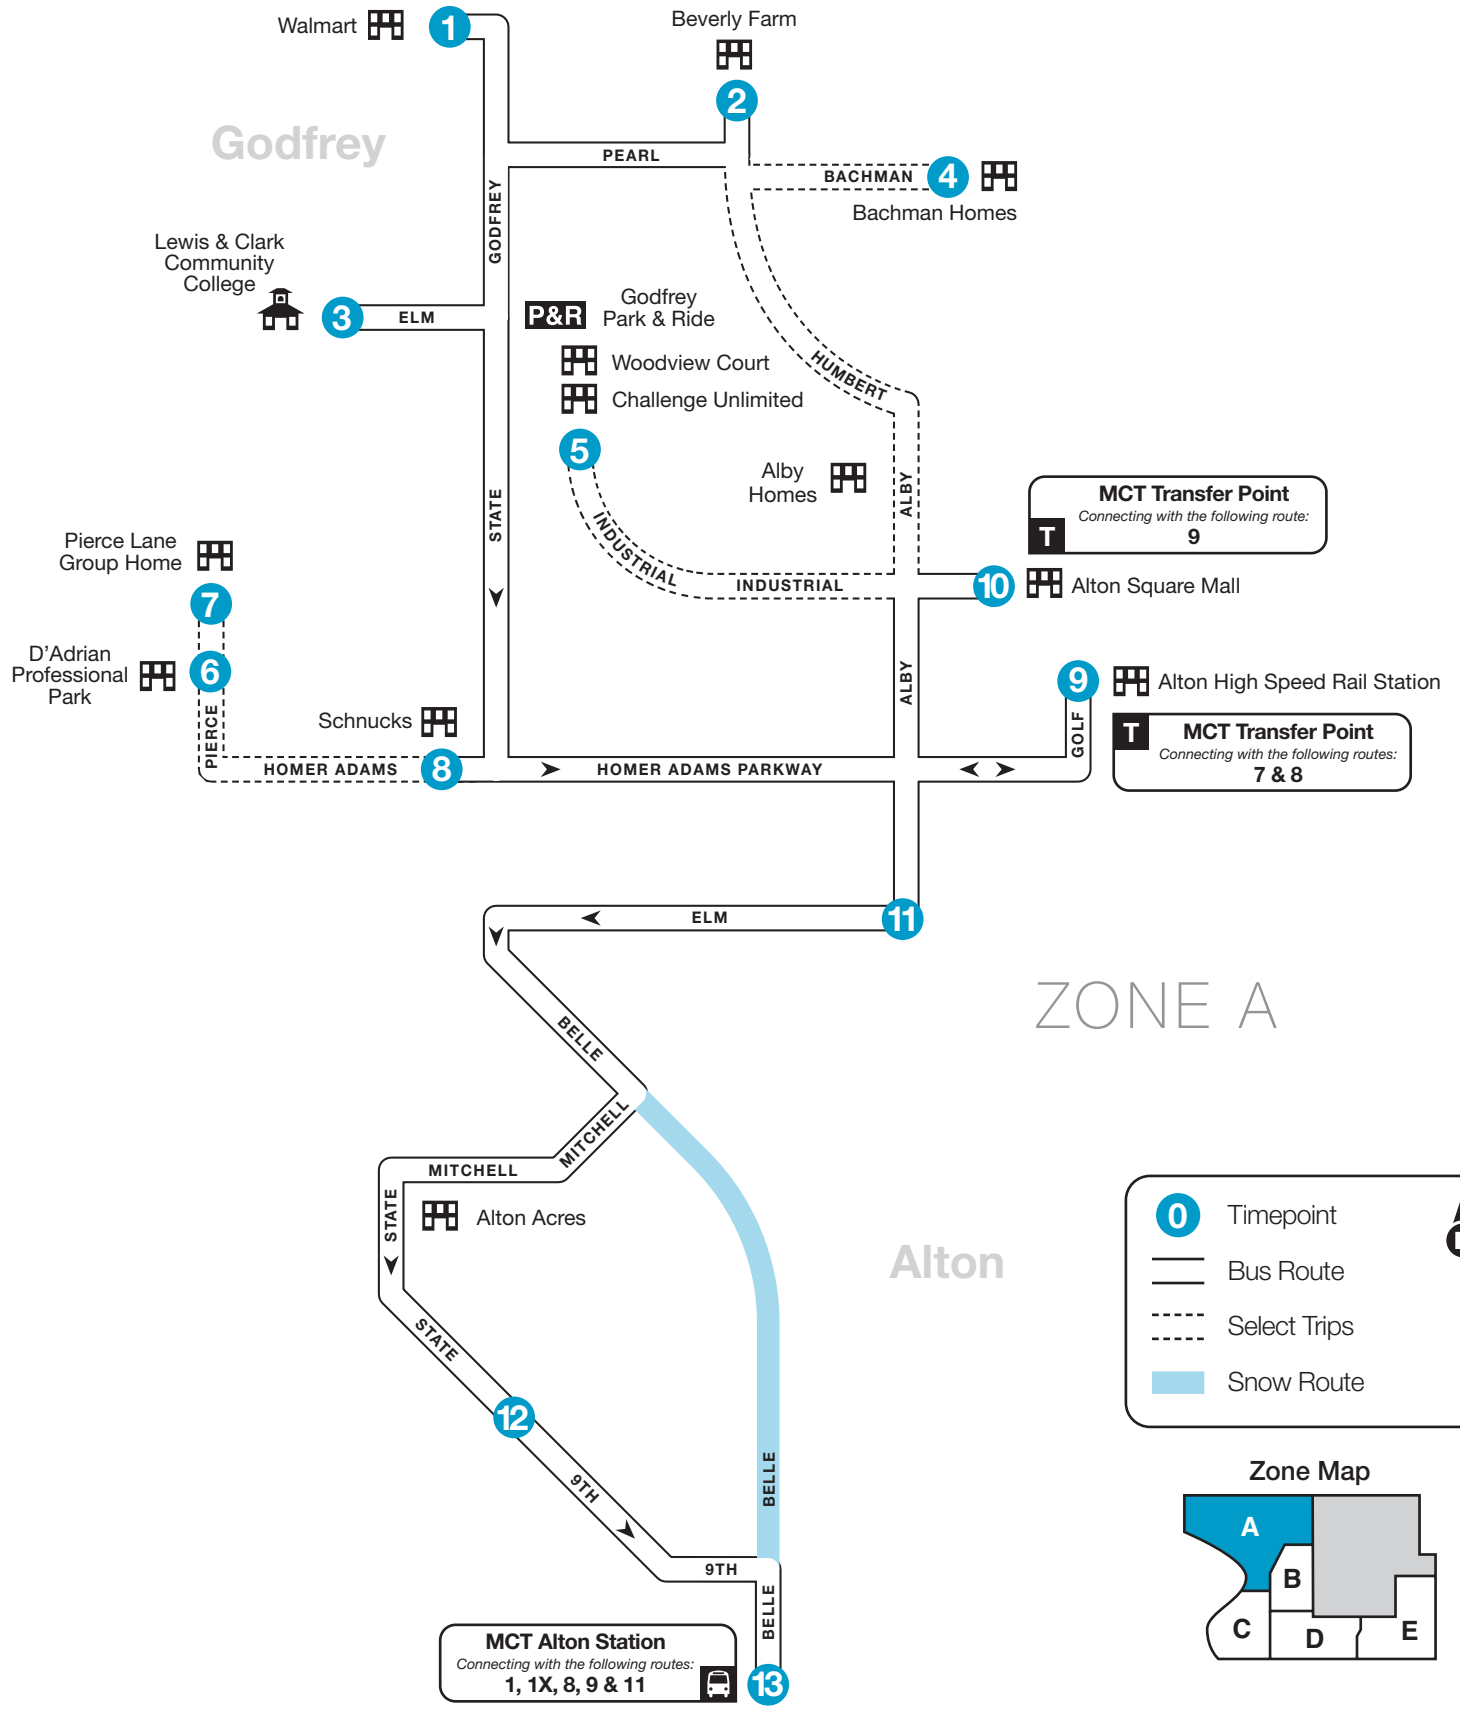 Walmart
1
Beverly Farm
2
Godfrey
PEARL
BACHMAN
4
Bachman Homes
GODFREY
Lewis & Clark
Community
College
3
ELM
P&R
Godfrey
Park & Ride
Woodview Court
Challenge Unlimited
HUMBERT
5
Alby
Homes
ALBY
STATE
MCT Transfer Point
Connecting with the following route:
T
9
INDUSTRIAL
INDUSTRIAL
10
Alton Square Mall
Pierce Lane
Group Home
7
D'Adrian
Professional
Park
6
PIERCE
ALBY
9
Alton High Speed Rail Station
GOLF
T
MCT Transfer Point
Connecting with the following routes:
7 & 8
Schnucks
HOMER ADAMS
8
HOMER ADAMS PARKWAY
ELM
11
ZONE A
BELLE
MITCHELL
MITCHELL
STATE
Alton Acres
Alton
STATE
12
9TH
BELLE
9TH
BELLE
MCT Alton Station
Connecting with the following routes:
1, 1X, 8, 9 & 11
13
0
Timepoint
Bus Route
Select Trips
Snow Route
Zone Map
A
B
C
D
E